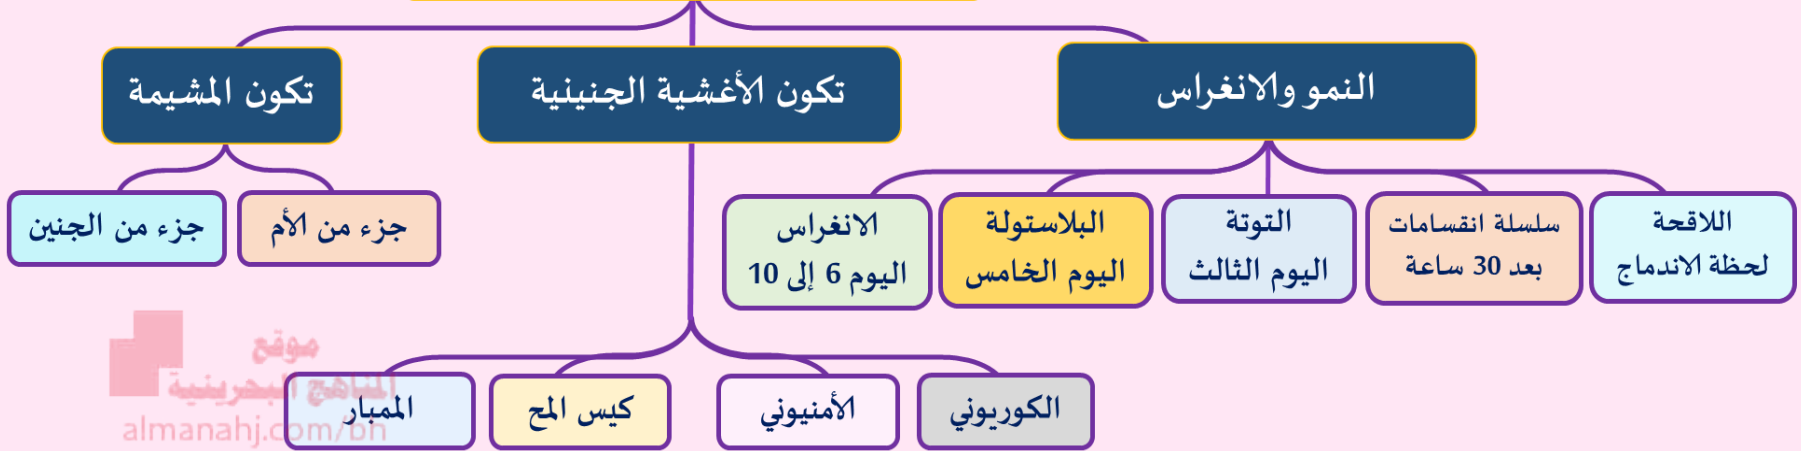 النمو والانغراس
تكون الأغشية الجنينية
تكون المشيمة
اللاقحة
لحظة الاندماج
سلسلة انقسامات
بعد 30 ساعة
التوتة
اليوم الثالث
البلاستولة
اليوم الخامس
الانغراس
اليوم 6 إلى 10
جزء من الأم
جزء من الجنين
الكوريوني
الأمنيوني
كيس المح
الممبار
موقع
المناهج البحرينية
almanahj.com/bh